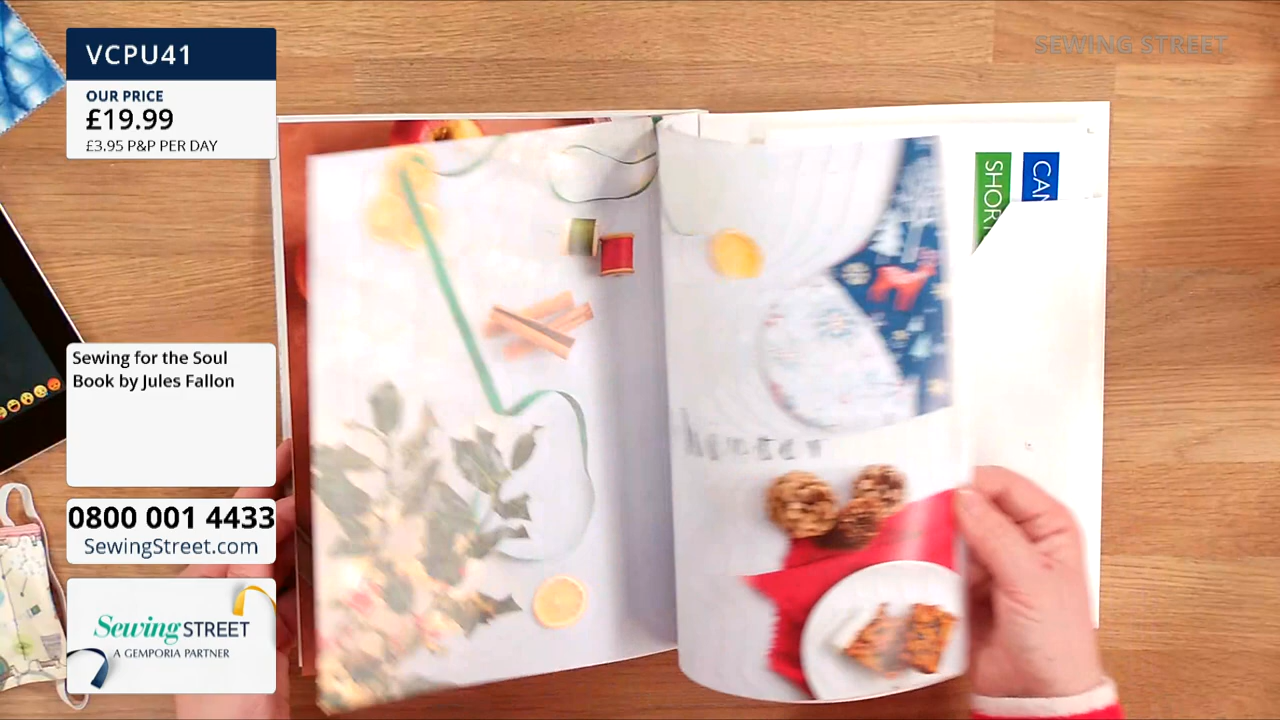 VCPU41
OUR PRICE
£19.99
£3.95 P&P PER DAY
SEWING STREET
Sewing for the Soul
Book by Jules Fallon
0800 001 4433
SewingStreet.com
Sewing STREET
A GEMPORIA PARTNER
winter